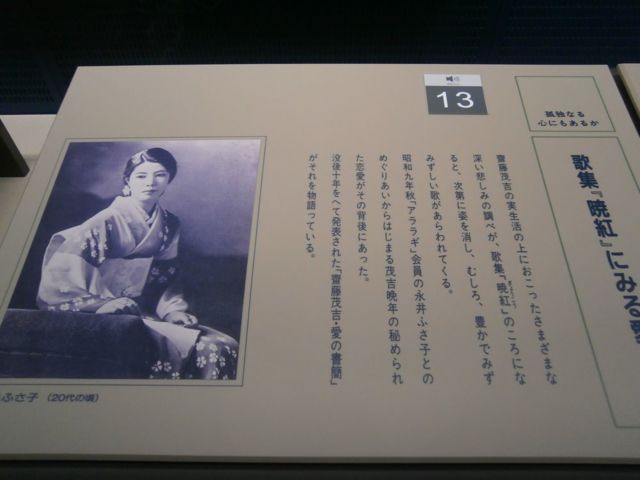 13
孤独なる
心にもあるか
歌集『暁紅』にみる
齋藤茂吉の実生活の上におこったさまざまな
深い悲しみの調べが、歌集『暁紅』のころにな
ると、次第に姿を消し、むしろ、豊かでみず
みずしい歌があらわれてくる。
昭和九年秋「アララギ」会員の永井ふさ子との
めぐりあいからはじまる茂吉晩年の秘められ
た恋愛がその背後にあった。
没後十年をへて発表された「齋藤茂吉・愛の書簡」
がそれを物語っている。
ふさ子 （20代の頃）